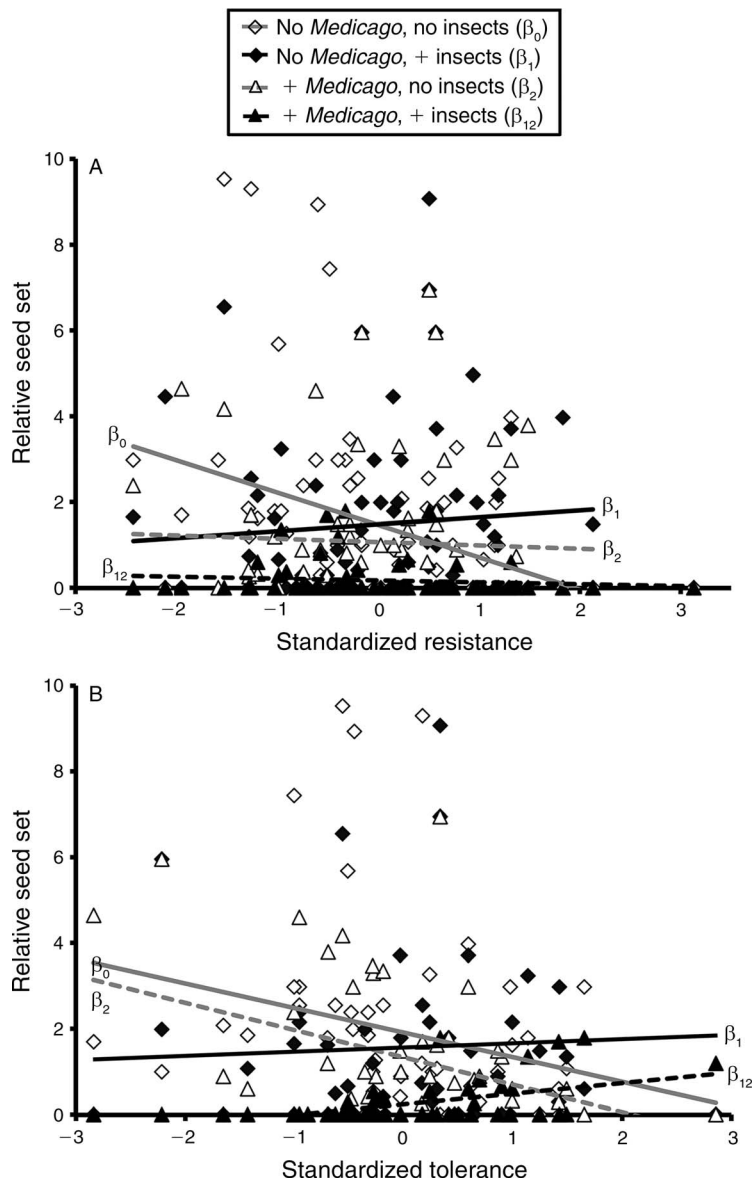 No Medicago, no insects (β0)
No Medicago, + insects (β1)
+ Medicago, no insects (β2)
+ Medicago, + insects (β12)
A
10
8
6
4
2
0
Relative seed set
β0
β1
β2
β12
−3 −2 −1 0 1 2 3
Standardized resistance
B
10
8
6
4
2
0
Relative seed set
β0
β2
β1
β12
−3 −2 −1 0 1 2 3
Standardized tolerance